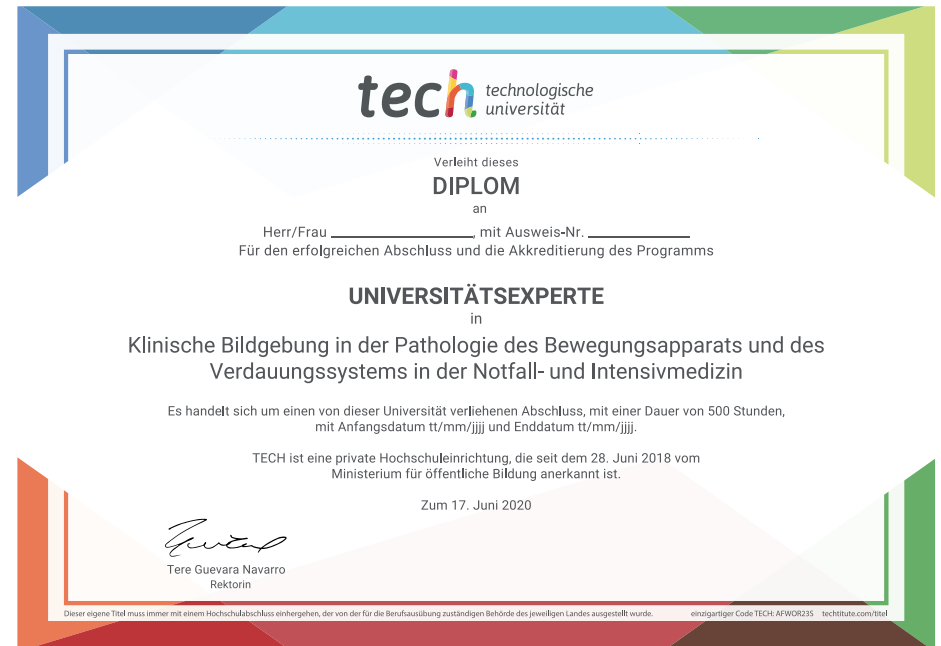 tech technologische
universität
Verleiht dieses
DIPLOM
an
Herr/Frau ____________________, mit Ausweis-Nr. ______________
Für den erfolgreichen Abschluss und die Akkreditierung des Programms
UNIVERSITÄTSEXPERTE
in
Klinische Bildgebung in der Pathologie des Bewegungsapparats und des
Verdauungssystems in der Notfall- und Intensivmedizin
Es handelt sich um einen von dieser Universität verliehenen Abschluss, mit einer Dauer von 500 Stunden,
mit Anfangsdatum tt/mm/jjjj und Enddatum tt/mm/jjjj.
TECH ist eine private Hochschuleinrichtung, die seit dem 28. Juni 2018 vom
Ministerium für öffentliche Bildung anerkannt ist.
Zum 17. Juni 2020
Tere Guevara Navarro
Rektorin
Dieser eigene Titel muss immer mit einem Hochschulabschluss einhergehen, der von der für die Berufsausübung zuständigen Behörde des jeweiligen Landes ausgestellt wurde. einzigartiger Code TECH: AFWOR23S techtitute.com/titel